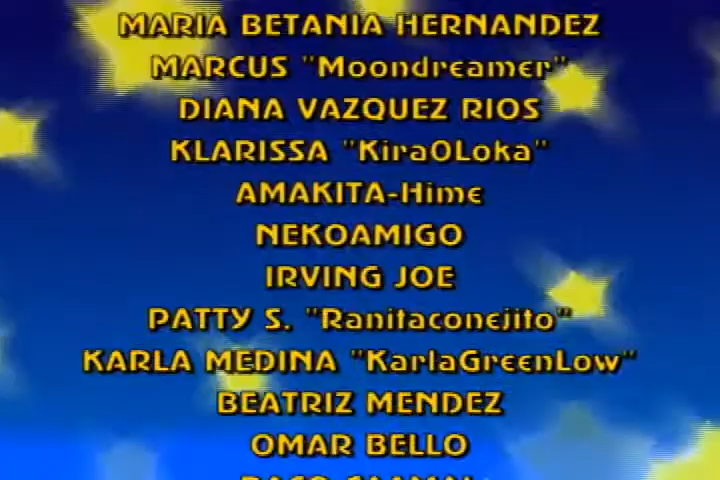 MARIA BETANIA HERNANDEZ
MARCUS "Moondreamer"
DIANA VAZQUEZ RIOS
KLARISSA "KiraOLoka"
AMAKITA-Hime
NEKOAMIGO
IRVING JOE
PATTY S. "Ranitaconejito"
KARLA MEDINA "KarlaGreenLow"
BEATRIZ MENDEZ
OMAR BELLO